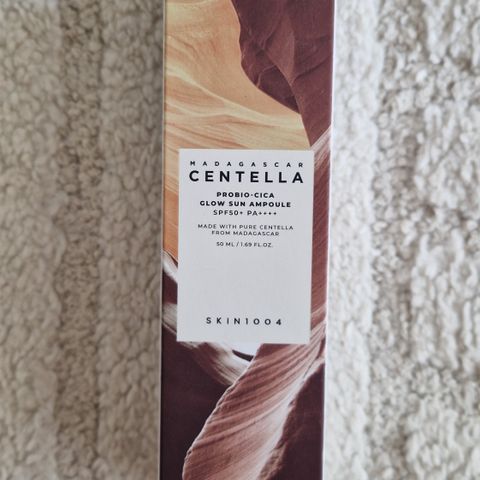 MADAGASCAR
CENTELLA
PROBIO-CICA
GLOW SUN AMPOULE
SPF50+ PA++++
MADE WITH PURE CENTELLA
FROM MADAGASCAR
50 ML / 1.69 FL.OZ.
SKIN1004